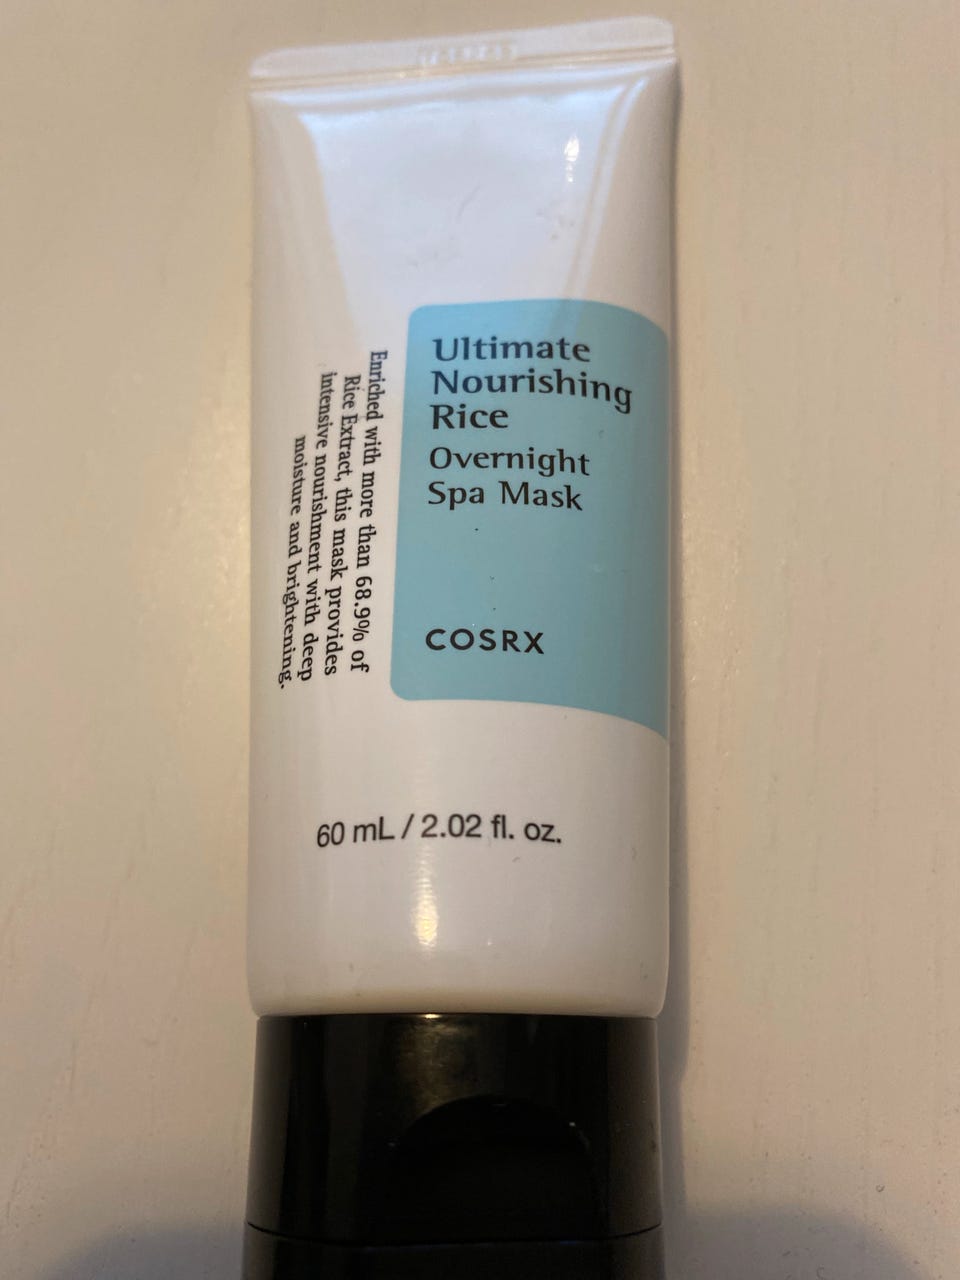 Ultimate
Nourishing
Rice
Overnight
Spa Mask
COSRX
Enriched with more than 68.9% of
Rice Extract, this mask provides
intensive nourishment with deep
moisture and brightening.
60 mL / 2.02 fl. oz.